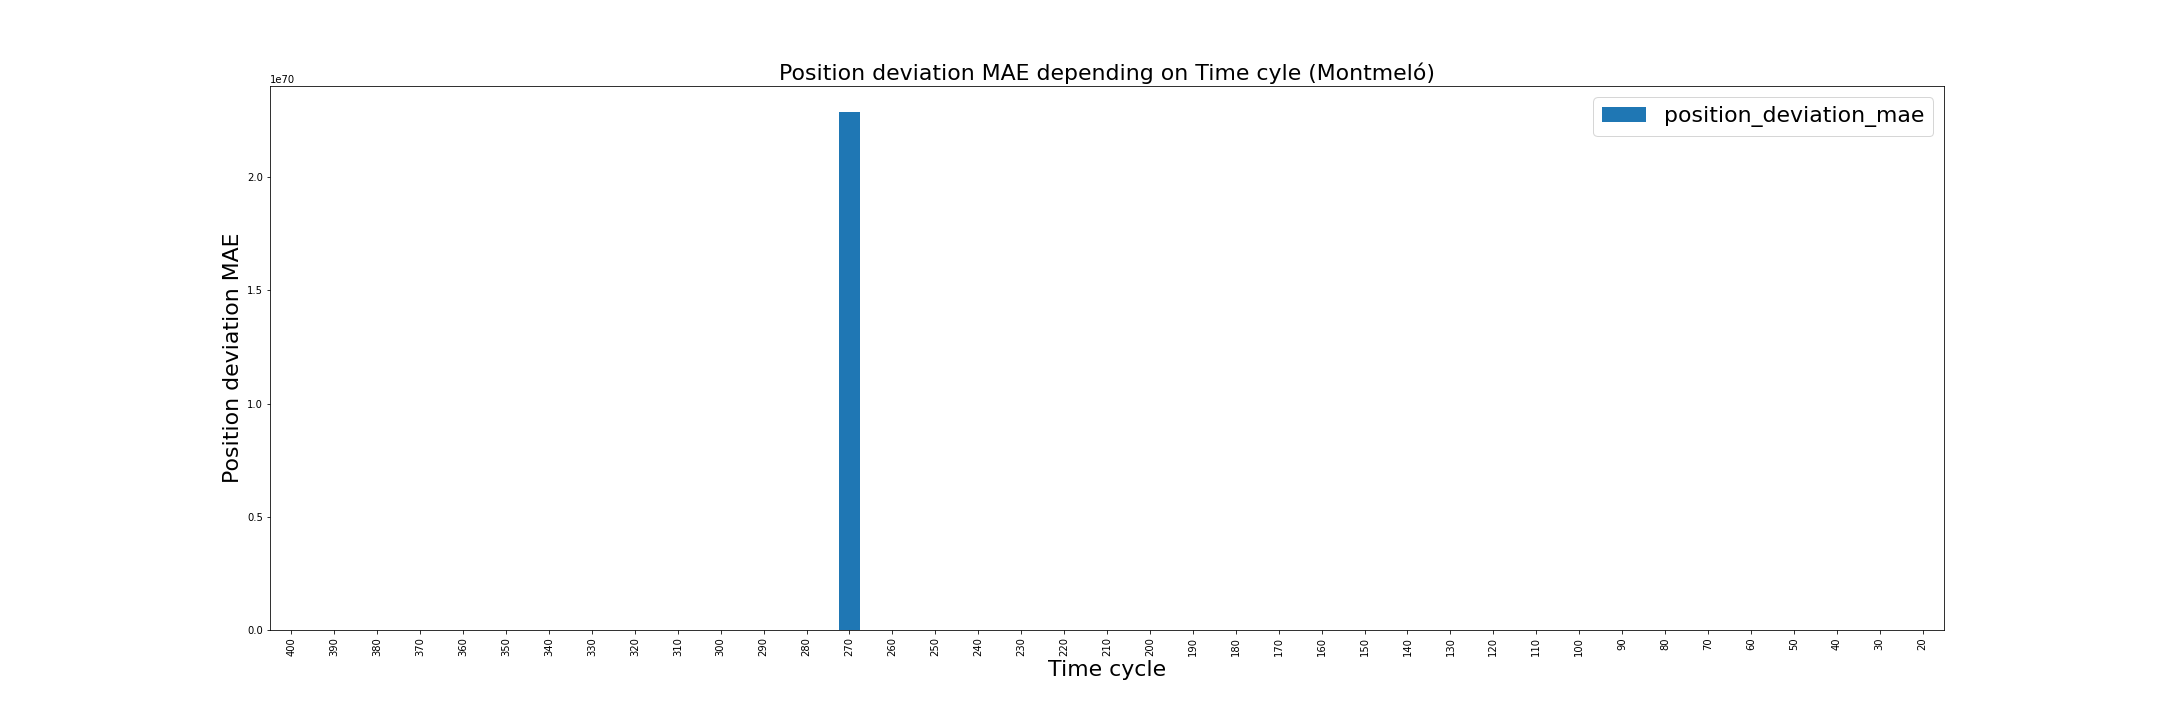 Position deviation MAE depending on Time cyle (Montmeló)
1e70
position_deviation_mae
Position deviation MAE
2.0
1.5
1.0
0.5
0.0
400 390 380 370 360 350 340 330 320 310 300 290 280 270 260 250 240 230 220 210 200 190 180 170 160 150 140 130 120 110 100 90 80 70 60 50 40 30 20
Time cycle